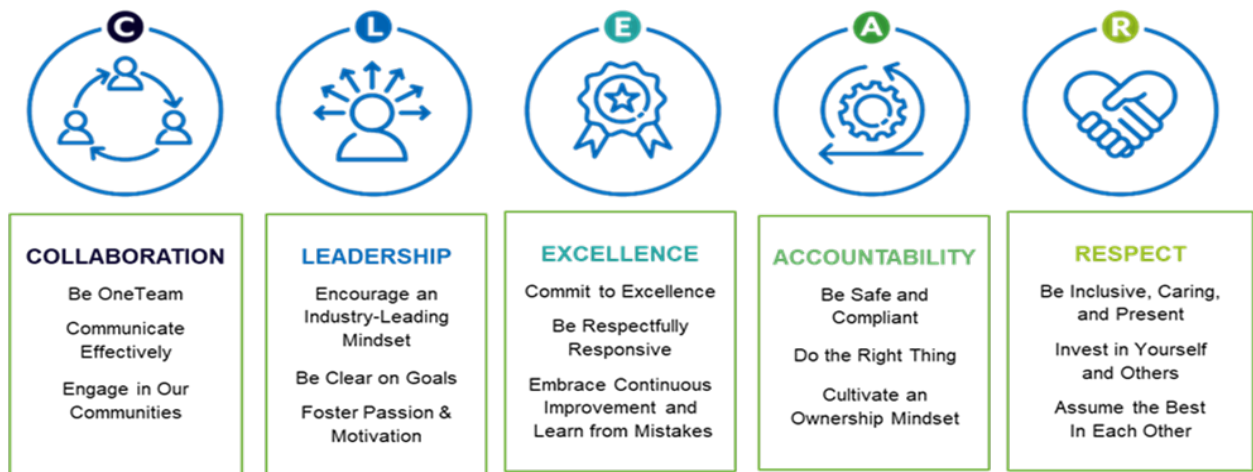 C
L
E
A
R
COLLABORATION
Be OneTeam
Communicate
Effectively
Engage in Our
Communities
LEADERSHIP
Encourage an
Industry-Leading
Mindset
Be Clear on Goals
Foster Passion &
Motivation
EXCELLENCE
Commit to Excellence
Be Respectfully
Responsive
Embrace Continuous
Improvement and
Learn from Mistakes
ACCOUNTABILITY
Be Safe and
Compliant
Do the Right Thing
Cultivate an
Ownership Mindset
RESPECT
Be Inclusive, Caring,
and Present
Invest in Yourself
and Others
Assume the Best
In Each Other